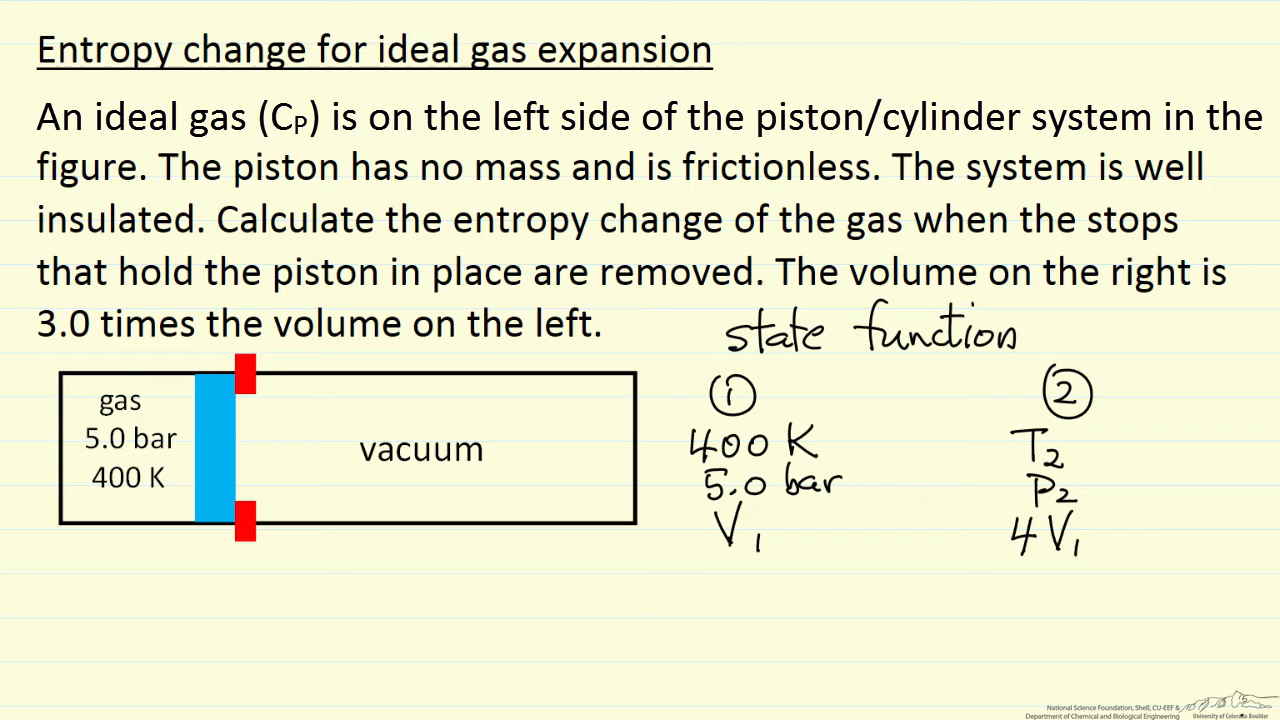 Entropy change for ideal gas expansion
An ideal gas (CP) is on the left side of the piston/cylinder system in the
figure. The piston has no mass and is frictionless. The system is well
insulated. Calculate the entropy change of the gas when the stops
that hold the piston in place are removed. The volume on the right is
3.0 times the volume on the left.
state function
gas
5.0 bar
400 K
vacuum
1 2
400 K T2
5.0 bar P2
V1 4V1
National Science Foundation, Shell, CU-EEF &
Department of Chemical and Biological Engineering
University of Colorado Boulder